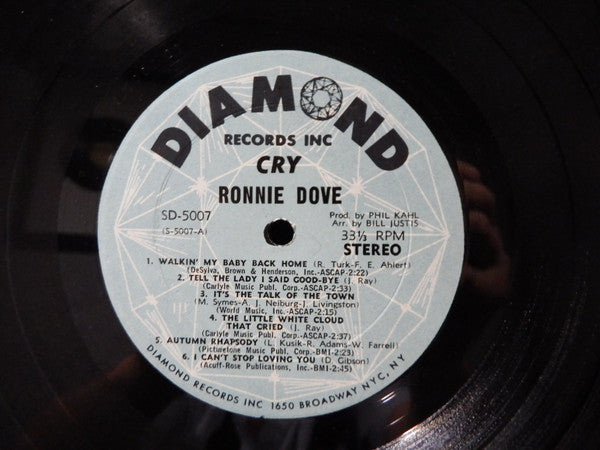 DIAMOND
RECORDS INC
CRY
RONNIE DOVE
SD-5007
(S-5007-A)
Prod. by PHIL KAHL
Arr. by BILL JUSTIS
33⅓ RPM
STEREO
1. WALKIN' MY BABY BACK HOME (R. Turk-F. E. Ahlert)
(DeSylva, Brown & Henderson, Inc.-ASCAP-2:22)
2. TELL THE LADY I SAID GOOD-BYE (J. Ray)
(Carlyle Music Publ. Corp.-ASCAP-2:33)
3. IT'S THE TALK OF THE TOWN
(M. Symes-A. J. Neiburg-J. Livingston)
(World Music, Inc.-ASCAP-2:15)
4. THE LITTLE WHITE CLOUD
THAT CRIED (J. Ray)
(Carlyle Music Publ. Corp.-ASCAP-2:37)
5. AUTUMN RHAPSODY (L. Kusik-R. Adams-W. Farrell)
(Picturetone Music Publ. Corp.-BMI-2:23)
6. I CAN'T STOP LOVING YOU (D. Gibson)
(Acuff-Rose Publications, Inc.-BMI-2:45)
DIAMOND RECORDS INC 1650 BROADWAY NYC, NY